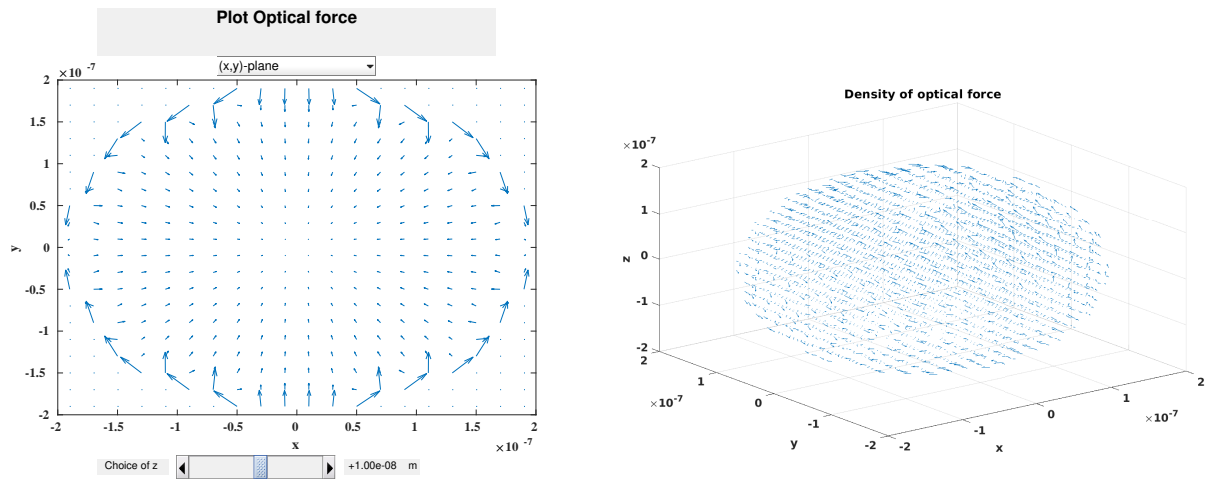 Plot Optical force
(x,y)-plane
×10 -7
2
1.5
1
0.5
0
-0.5
-1
-1.5
-2
y
-2 -1.5 -1 -0.5 0 0.5 1 1.5 2
x
×10 -7
Choice of z +1.00e-08 m
Density of optical force
×10-7
2
1
0
-1
-2
z
2
1
0
-1
-2
×10-7
y
-2
-1
0
1
2
×10-7
x